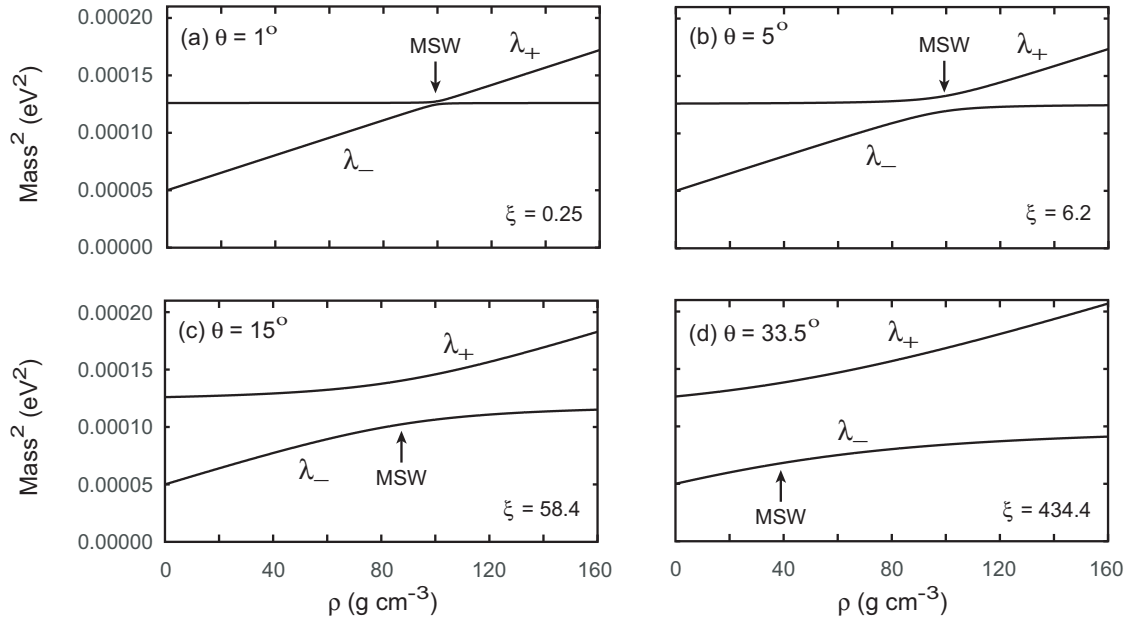 (a) θ = 1°
MSW
λ+
λ−
ξ = 0.25
Mass² (eV²)
0.00020
0.00015
0.00010
0.00005
0.00000
(b) θ = 5°
MSW
λ+
λ−
ξ = 6.2
(c) θ = 15°
λ+
λ−
MSW
ξ = 58.4
Mass² (eV²)
0.00020
0.00015
0.00010
0.00005
0.00000
0 40 80 120 160
ρ (g cm⁻³)
(d) θ = 33.5°
λ+
λ−
MSW
ξ = 434.4
0 40 80 120 160
ρ (g cm⁻³)